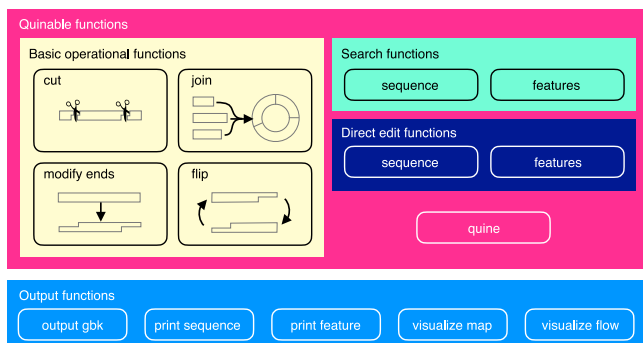 Quinable functions
Basic operational functions
cut
join
modify ends
flip
Search functions
sequence
features
Direct edit functions
sequence
features
quine
Output functions
output gbk
print sequence
print feature
visualize map
visualize flow